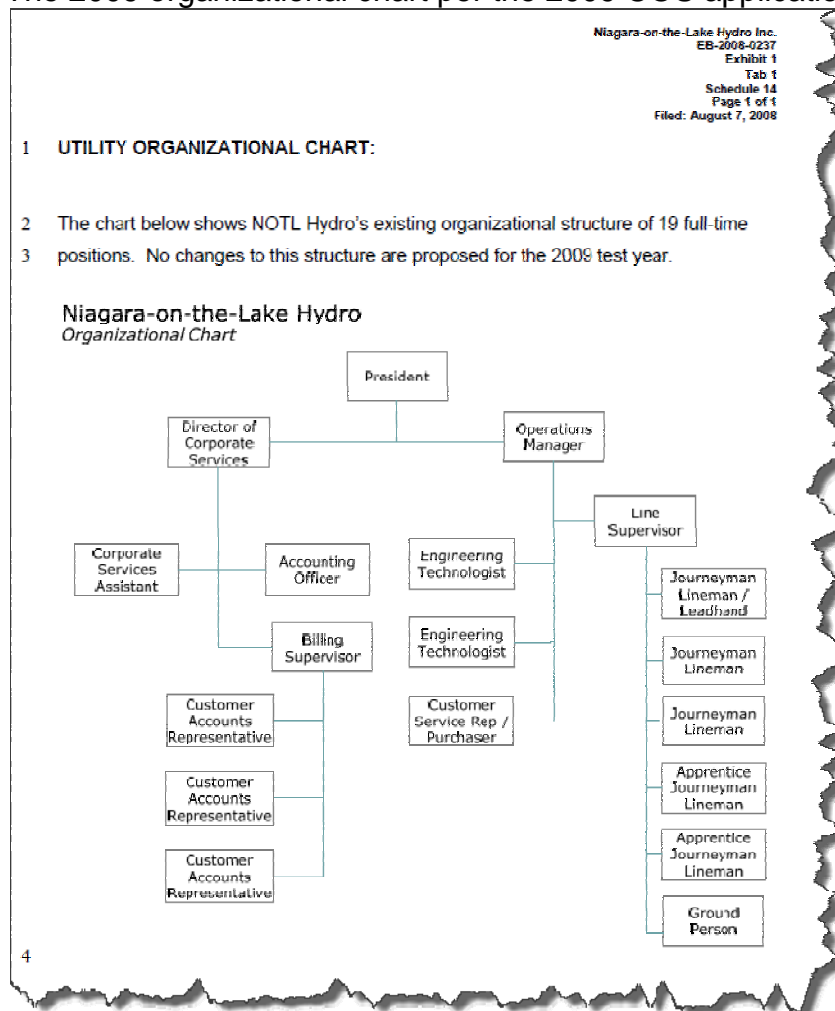 Niagara-on-the-Lake Hydro Inc.
EB-2008-0237
Exhibit 1
Tab 1
Schedule 14
Page 1 of 1
Filed: August 7, 2008
1 UTILITY ORGANIZATIONAL CHART:
2 The chart below shows NOTL Hydro's existing organizational structure of 19 full-time
3 positions. No changes to this structure are proposed for the 2009 test year.
Niagara-on-the-Lake Hydro
Organizational Chart
President
Director of
Corporate
Services
Operations
Manager
Line
Supervisor
Corporate
Services
Assistant
Accounting
Officer
Engineering
Technologist
Journeyman
Lineman /
Leadhand
Billing
Supervisor
Engineering
Technologist
Journeyman
Lineman
Customer
Accounts
Representative
Customer
Service Rep /
Purchaser
Journeyman
Lineman
Customer
Accounts
Representative
Apprentice
Journeyman
Lineman
Customer
Accounts
Representative
Apprentice
Journeyman
Lineman
Ground
Person
4